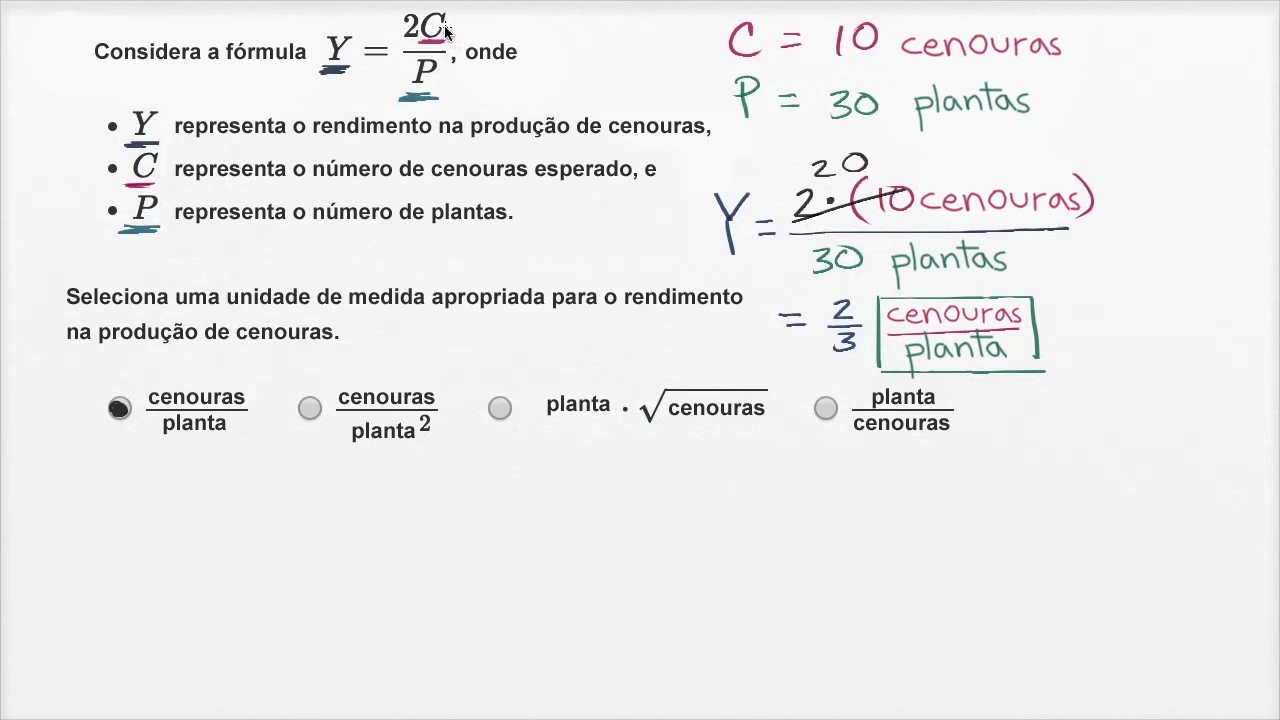 Considera a fórmula Y = 2C/P, onde
• Y representa o rendimento na produção de cenouras,
• C representa o número de cenouras esperado, e
• P representa o número de plantas.
Seleciona uma unidade de medida apropriada para o rendimento
na produção de cenouras.
cenouras/planta
cenouras/planta²
planta · √cenouras
planta/cenouras
C = 10 cenouras
P = 30 plantas
20
Y = 2·(10 cenouras)
30 plantas
= 2/3 cenouras/planta